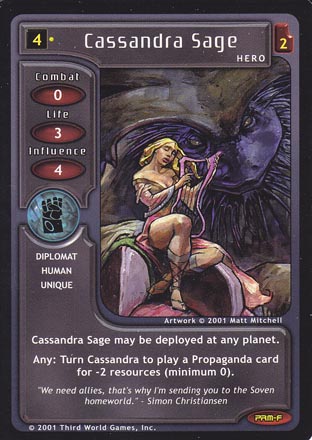 4
Cassandra Sage
2
HERO
Combat
0
Life
3
Influence
4
DIPLOMAT
HUMAN
UNIQUE
Artwork © 2001 Matt Mitchell
Cassandra Sage may be deployed at any planet.
Any: Turn Cassandra to play a Propaganda card
for -2 resources (minimum 0).
"We need allies, that's why I'm sending you to the Soven
homeworld." - Simon Christiansen
© 2001 Third World Games, Inc.
PRM-F